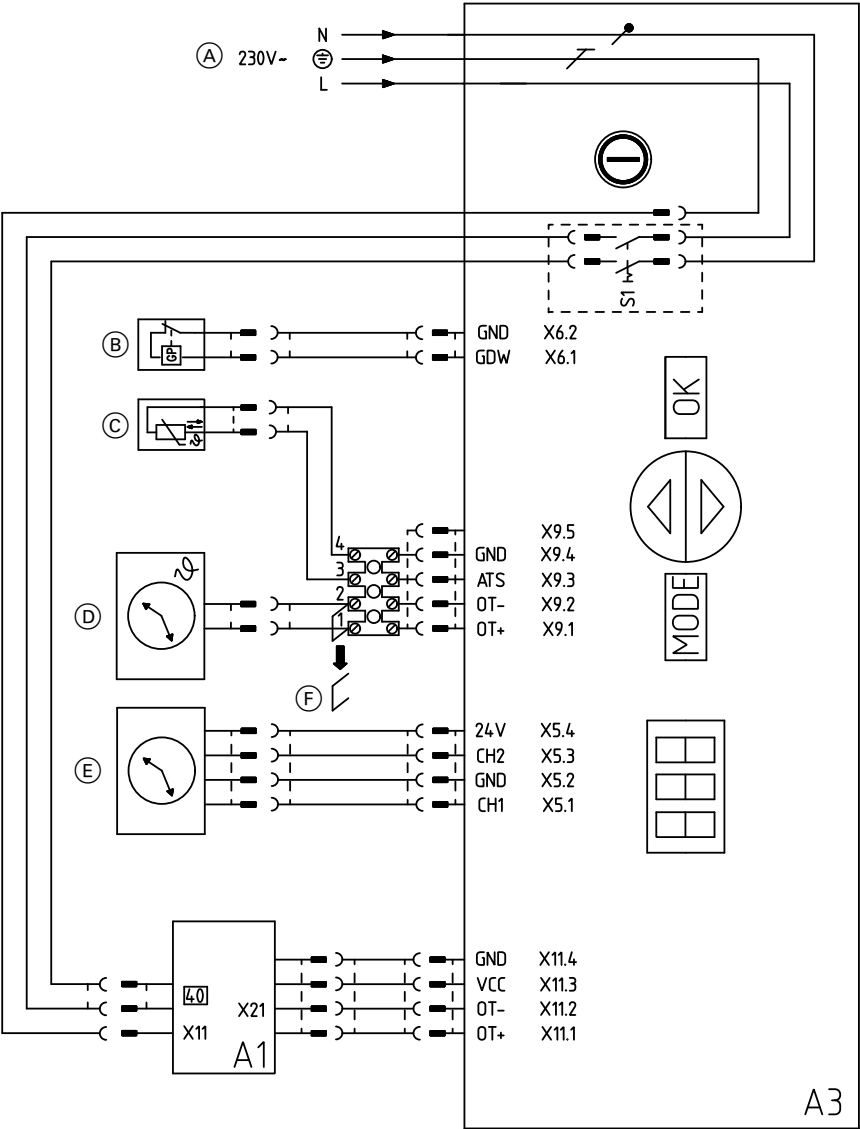 N
A 230V~
L
S1
B
GP
GND X6.2
GDW X6.1
OK
C
ϑ
4 X9.5
GND X9.4
3 ATS X9.3
2 OT- X9.2
1 OT+ X9.1
ϑ
D
MODE
F
24V X5.4
CH2 X5.3
E
GND X5.2
CH1 X5.1
GND X11.4
VCC X11.3
40
X21 OT- X11.2
X11 OT+ X11.1
A1
A3